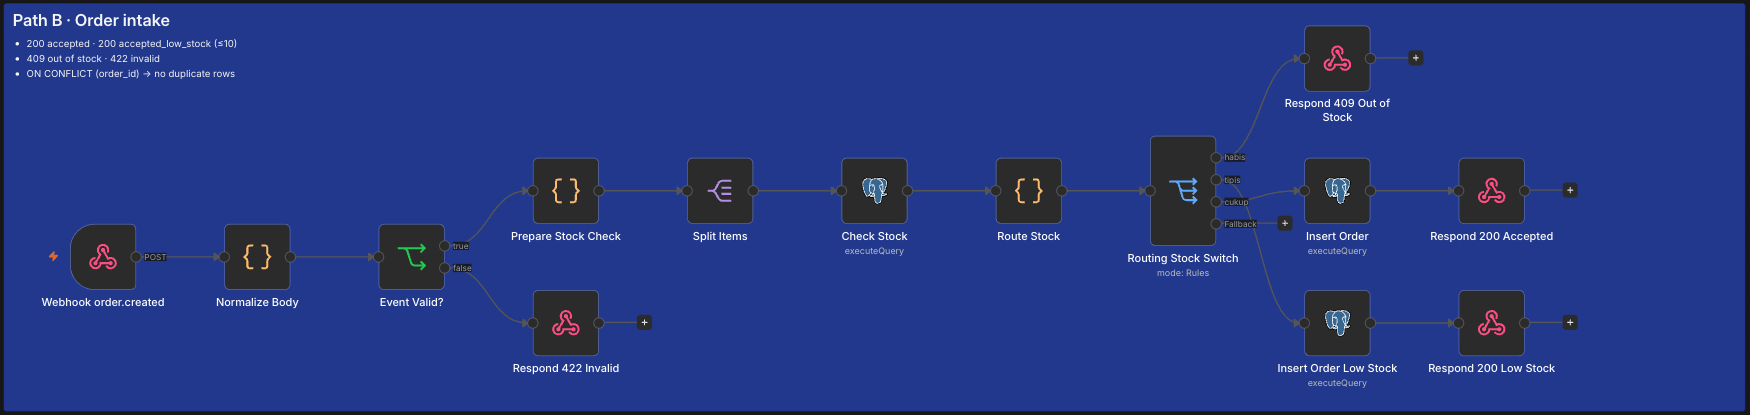 Path B · Order intake
• 200 accepted · 200 accepted_low_stock (≤10)
• 409 out of stock · 422 invalid
• ON CONFLICT (order_id) → no duplicate rows
Respond 409 Out of
Stock
habis
tipis
cukup
Fallback
Prepare Stock Check
Split Items
Check Stock
executeQuery
Route Stock
Routing Stock Switch
mode: Rules
Insert Order
executeQuery
Respond 200 Accepted
POST
true
false
Webhook order.created
Normalize Body
Event Valid?
Respond 422 Invalid
Insert Order Low Stock
executeQuery
Respond 200 Low Stock